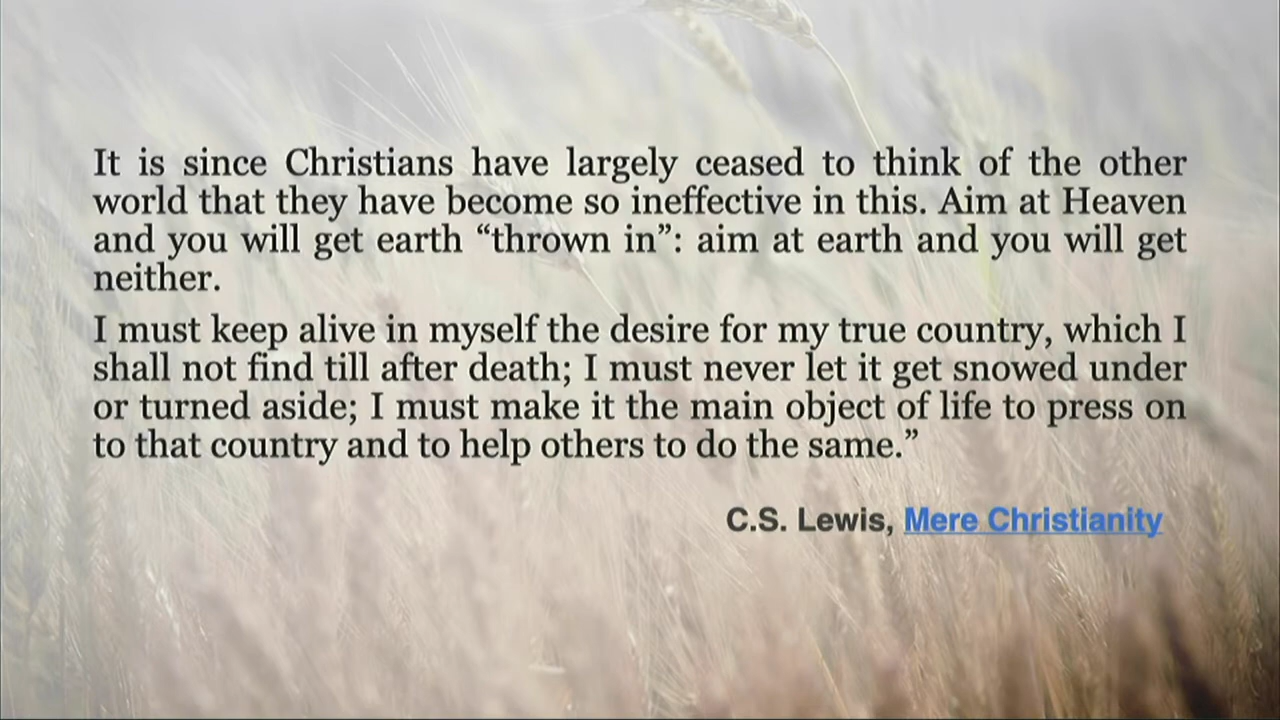 It is since Christians have largely ceased to think of the other
world that they have become so ineffective in this. Aim at Heaven
and you will get earth “thrown in”: aim at earth and you will get
neither.
I must keep alive in myself the desire for my true country, which I
shall not find till after death; I must never let it get snowed under
or turned aside; I must make it the main object of life to press on
to that country and to help others to do the same.”
C.S. Lewis, Mere Christianity